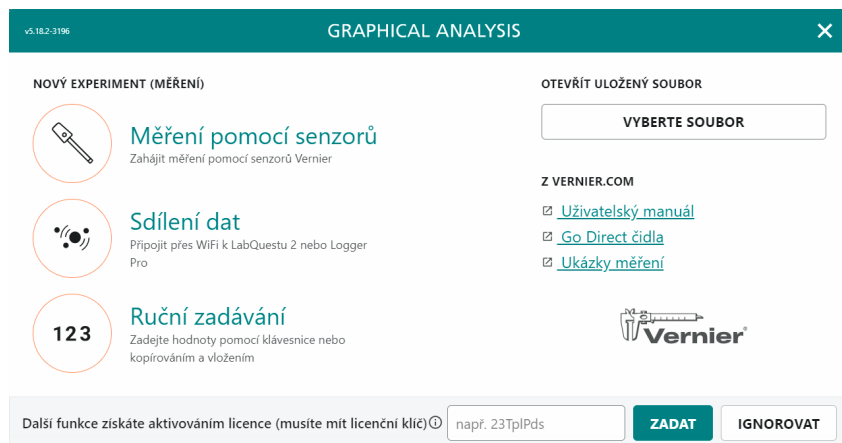 v5.18.2-3196
GRAPHICAL ANALYSIS
NOVÝ EXPERIMENT (MĚŘENÍ)
Měření pomocí senzorů
Zahájit měření pomocí senzorů Vernier
Sdílení dat
Připojit přes WiFi k LabQuestu 2 nebo Logger
Pro
123
Ruční zadávání
Zadejte hodnoty pomocí klávesnice nebo
kopírováním a vložením
OTEVŘÍT ULOŽENÝ SOUBOR
VYBERTE SOUBOR
Z VERNIER.COM
Uživatelský manuál
Go Direct čidla
Ukázky měření
Vernier®
Další funkce získáte aktivováním licence (musíte mít licenční klíč) např. 23TplPds ZADAT IGNOROVAT